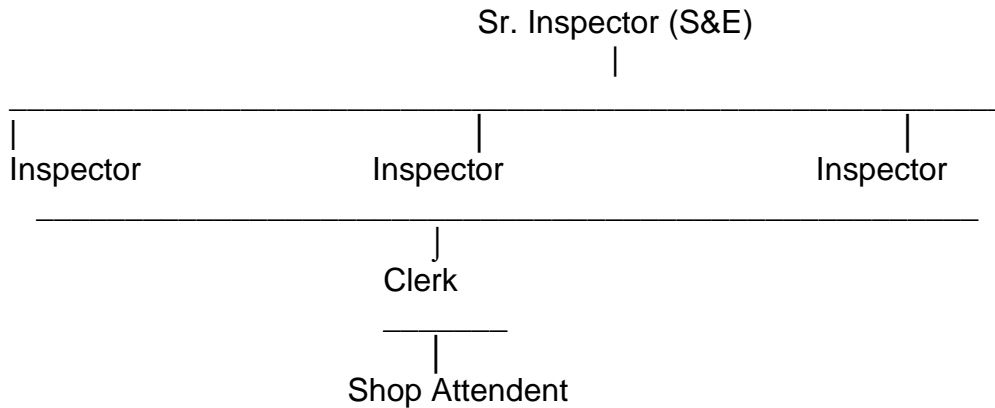 Sr. Inspector (S&E)
Inspector Inspector Inspector
Clerk
Shop Attendent